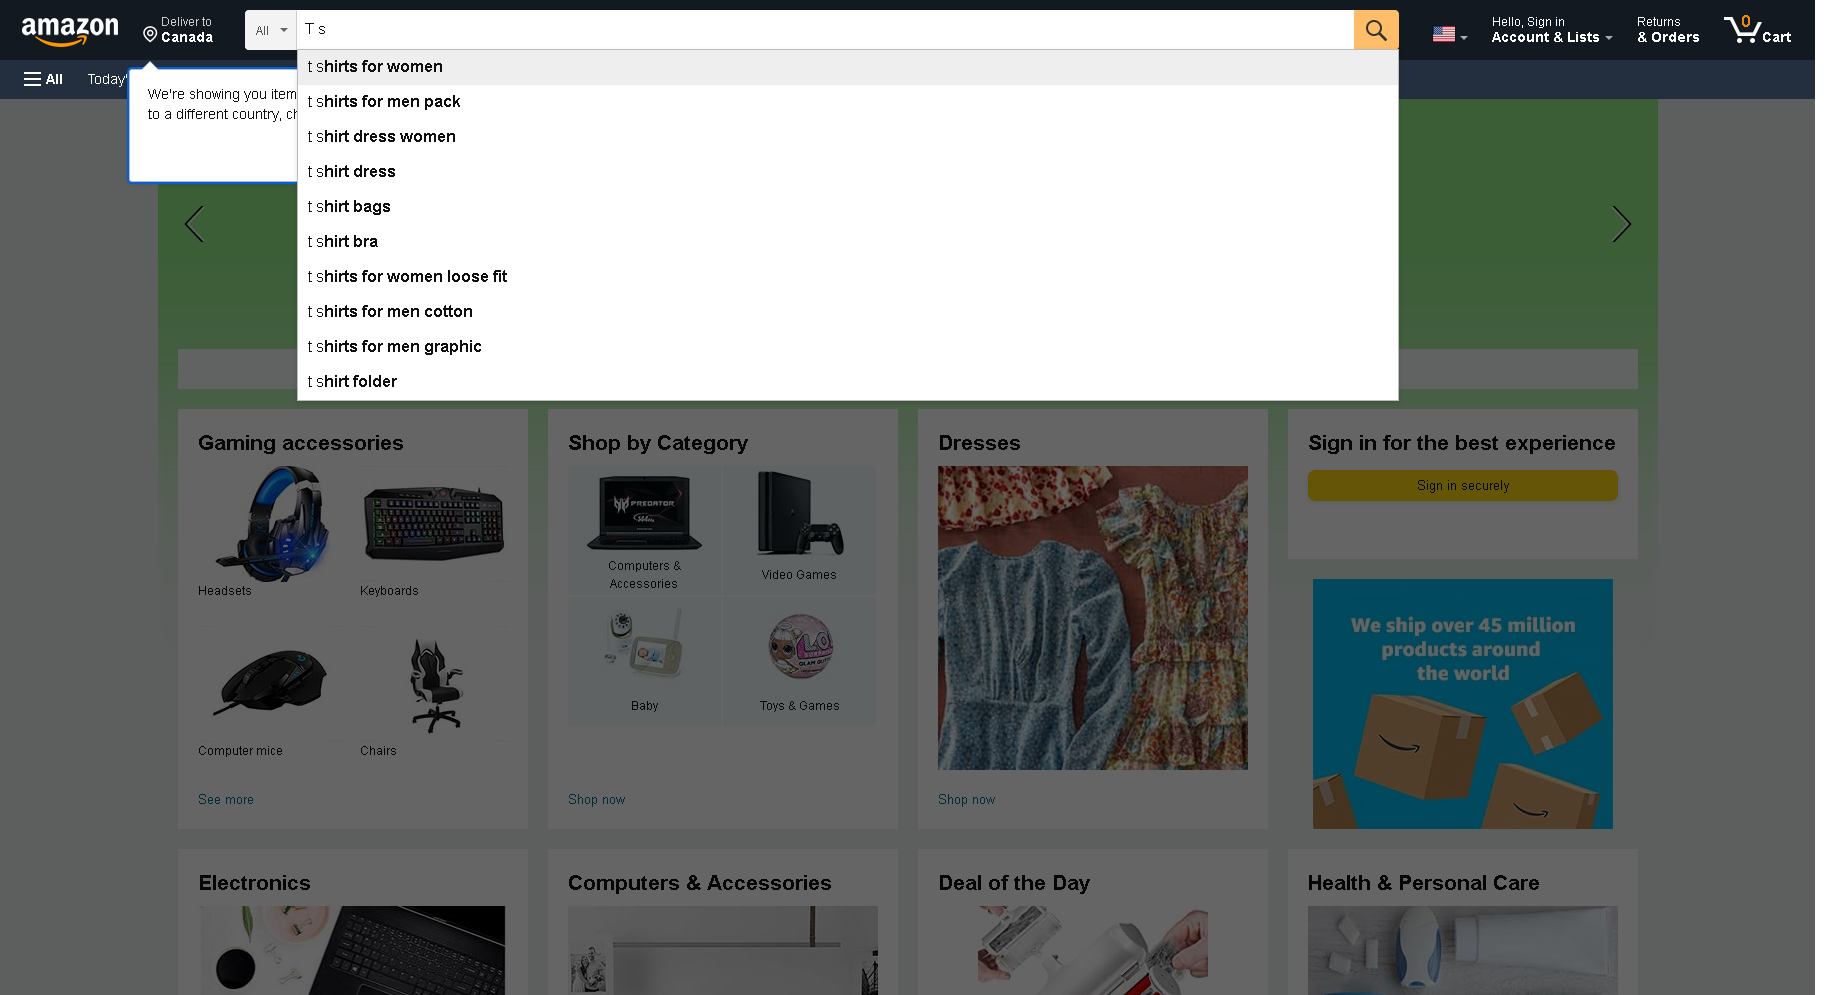 amazon
Deliver to
Canada
All
T s
Hello, Sign in
Account & Lists
Returns
& Orders
0
Cart
All
Today'
We're showing you item
to a different country, ch
t shirts for women
t shirts for men pack
t shirt dress women
t shirt dress
t shirt bags
t shirt bra
t shirts for women loose fit
t shirts for men cotton
t shirts for men graphic
t shirt folder
Gaming accessories
Headsets
Keyboards
Computer mice
Chairs
See more
Shop by Category
PREDATOR
Computers &
Accessories
Video Games
Baby
Toys & Games
Shop now
Dresses
Shop now
Sign in for the best experience
Sign in securely
We ship over 45 million
products around
the world
Electronics
Computers & Accessories
Deal of the Day
Health & Personal Care